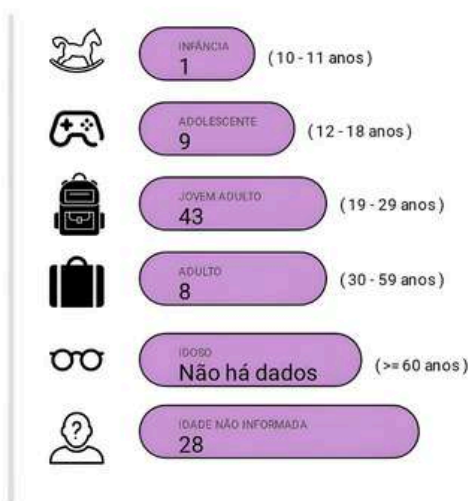 INFÂNCIA
1
(10 - 11 anos)
ADOLESCENTE
9
(12 - 18 anos)
JOVEM ADULTO
43
(19 - 29 anos)
ADULTO
8
(30 - 59 anos)
IDOSO
Não há dados
(>= 60 anos)
?
IDADE NÃO INFORMADA
28